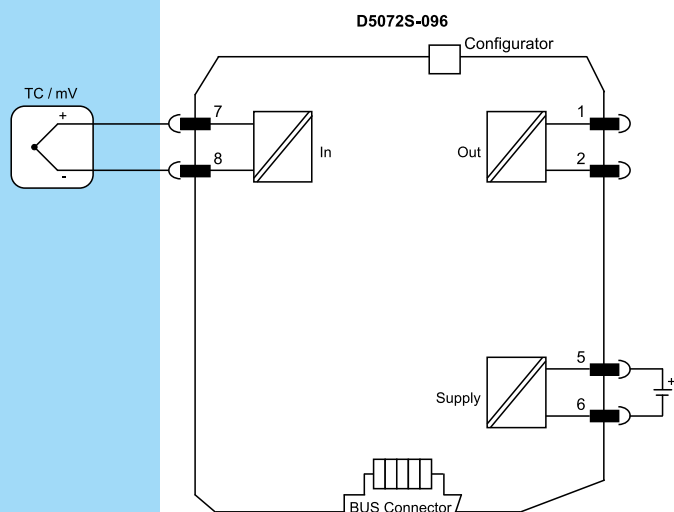 D5072S-096
Configurator
TC / mV
+
7
1
In
Out
8
2
-
5
Supply
+
6
BUS Connector